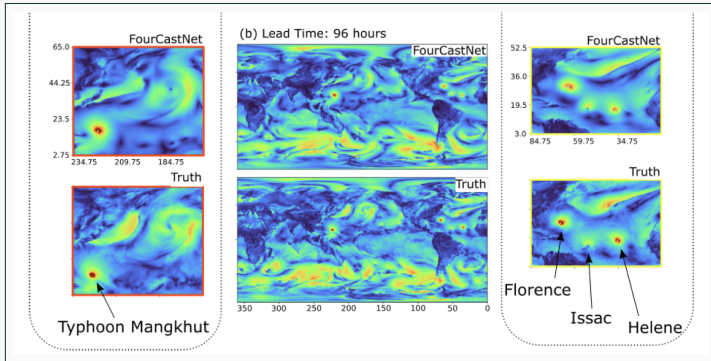 (b) Lead Time: 96 hours
FourCastNet
65.0
44.25
23.5
2.75
234.75 209.75 184.75
Truth
Typhoon Mangkhut
FourCastNet
Truth
350 300 250 200 150 100 50 0
FourCastNet
52.5
36.0
19.5
3.0
84.75 59.75 34.75
Truth
Florence
Issac
Helene